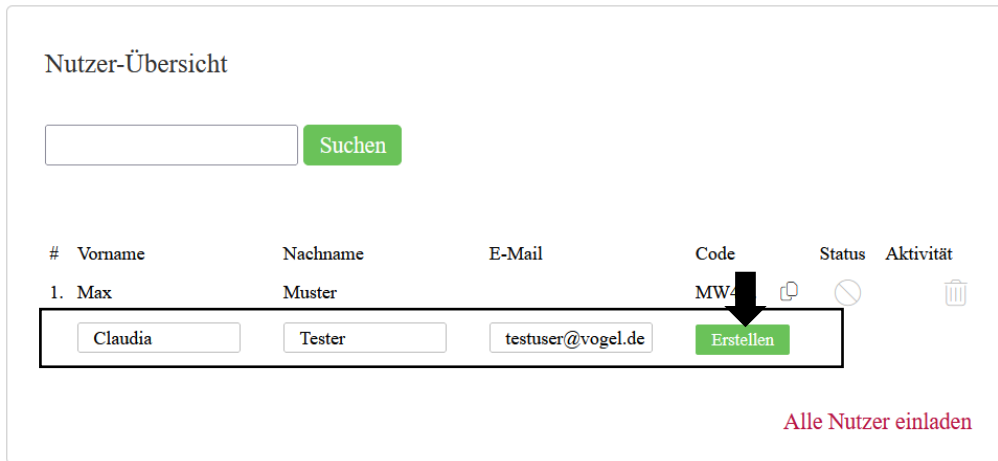 Nutzer-Übersicht
Suchen
# Vorname Nachname E-Mail Code Status Aktivität
1. Max Muster
Claudia Tester testuser@vogel.de Erstellen
Alle Nutzer einladen